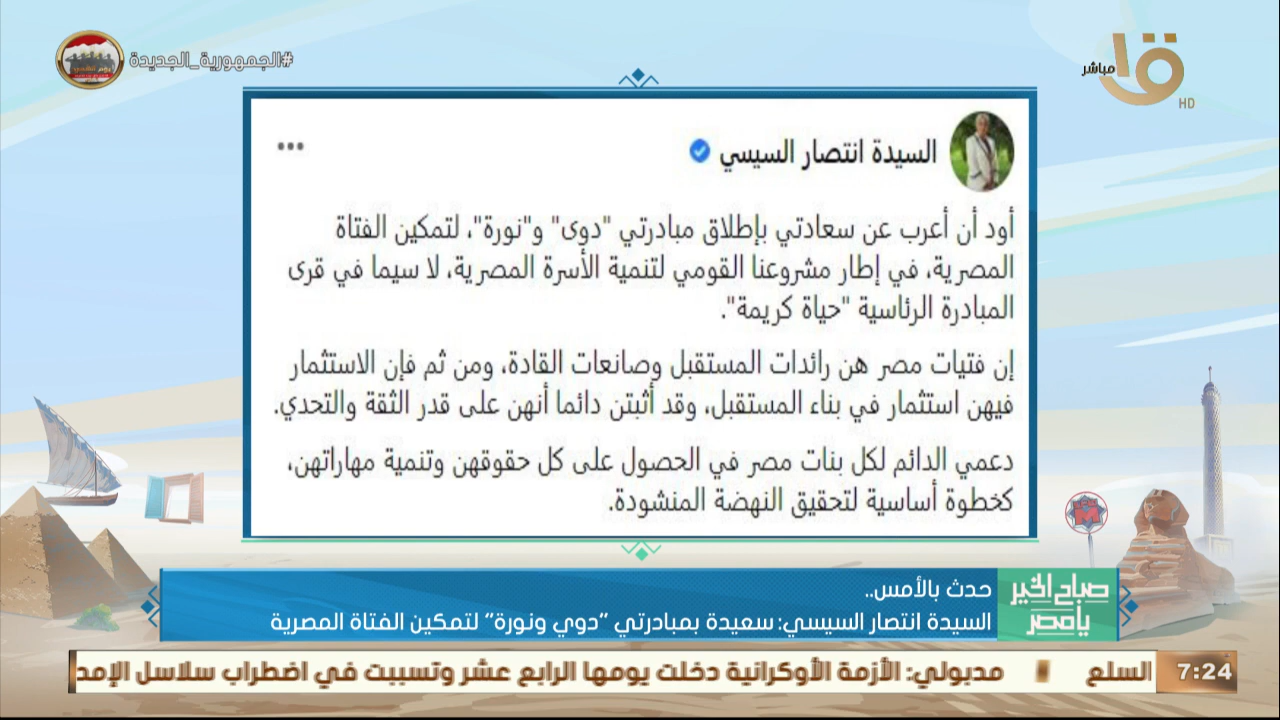 #الجمهورية_الجديدة
مباشر
HD
السيدة انتصار السيسي
أود أن أعرب عن سعادتي بإطلاق مبادرتي "دوى" و"نورة"، لتمكين الفتاة
المصرية، في إطار مشروعنا القومي لتنمية الأسرة المصرية، لا سيما في قرى
المبادرة الرئاسية "حياة كريمة".
إن فتيات مصر هن رائدات المستقبل وصانعات القادة، ومن ثم فإن الاستثمار
فيهن استثمار في بناء المستقبل، وقد أثبتن دائما أنهن على قدر الثقة والتحدي.
دعمي الدائم لكل بنات مصر في الحصول على كل حقوقهن وتنمية مهاراتهن،
كخطوة أساسية لتحقيق النهضة المنشودة.
M
صباح الخير
يا مصر
حدث بالأمس..
السيدة انتصار السيسي: سعيدة بمبادرتي "دوي ونورة" لتمكين الفتاة المصرية
7:24
السلع
مدبولي: الأزمة الأوكرانية دخلت يومها الرابع عشر وتسببت في اضطراب سلاسل الإمد